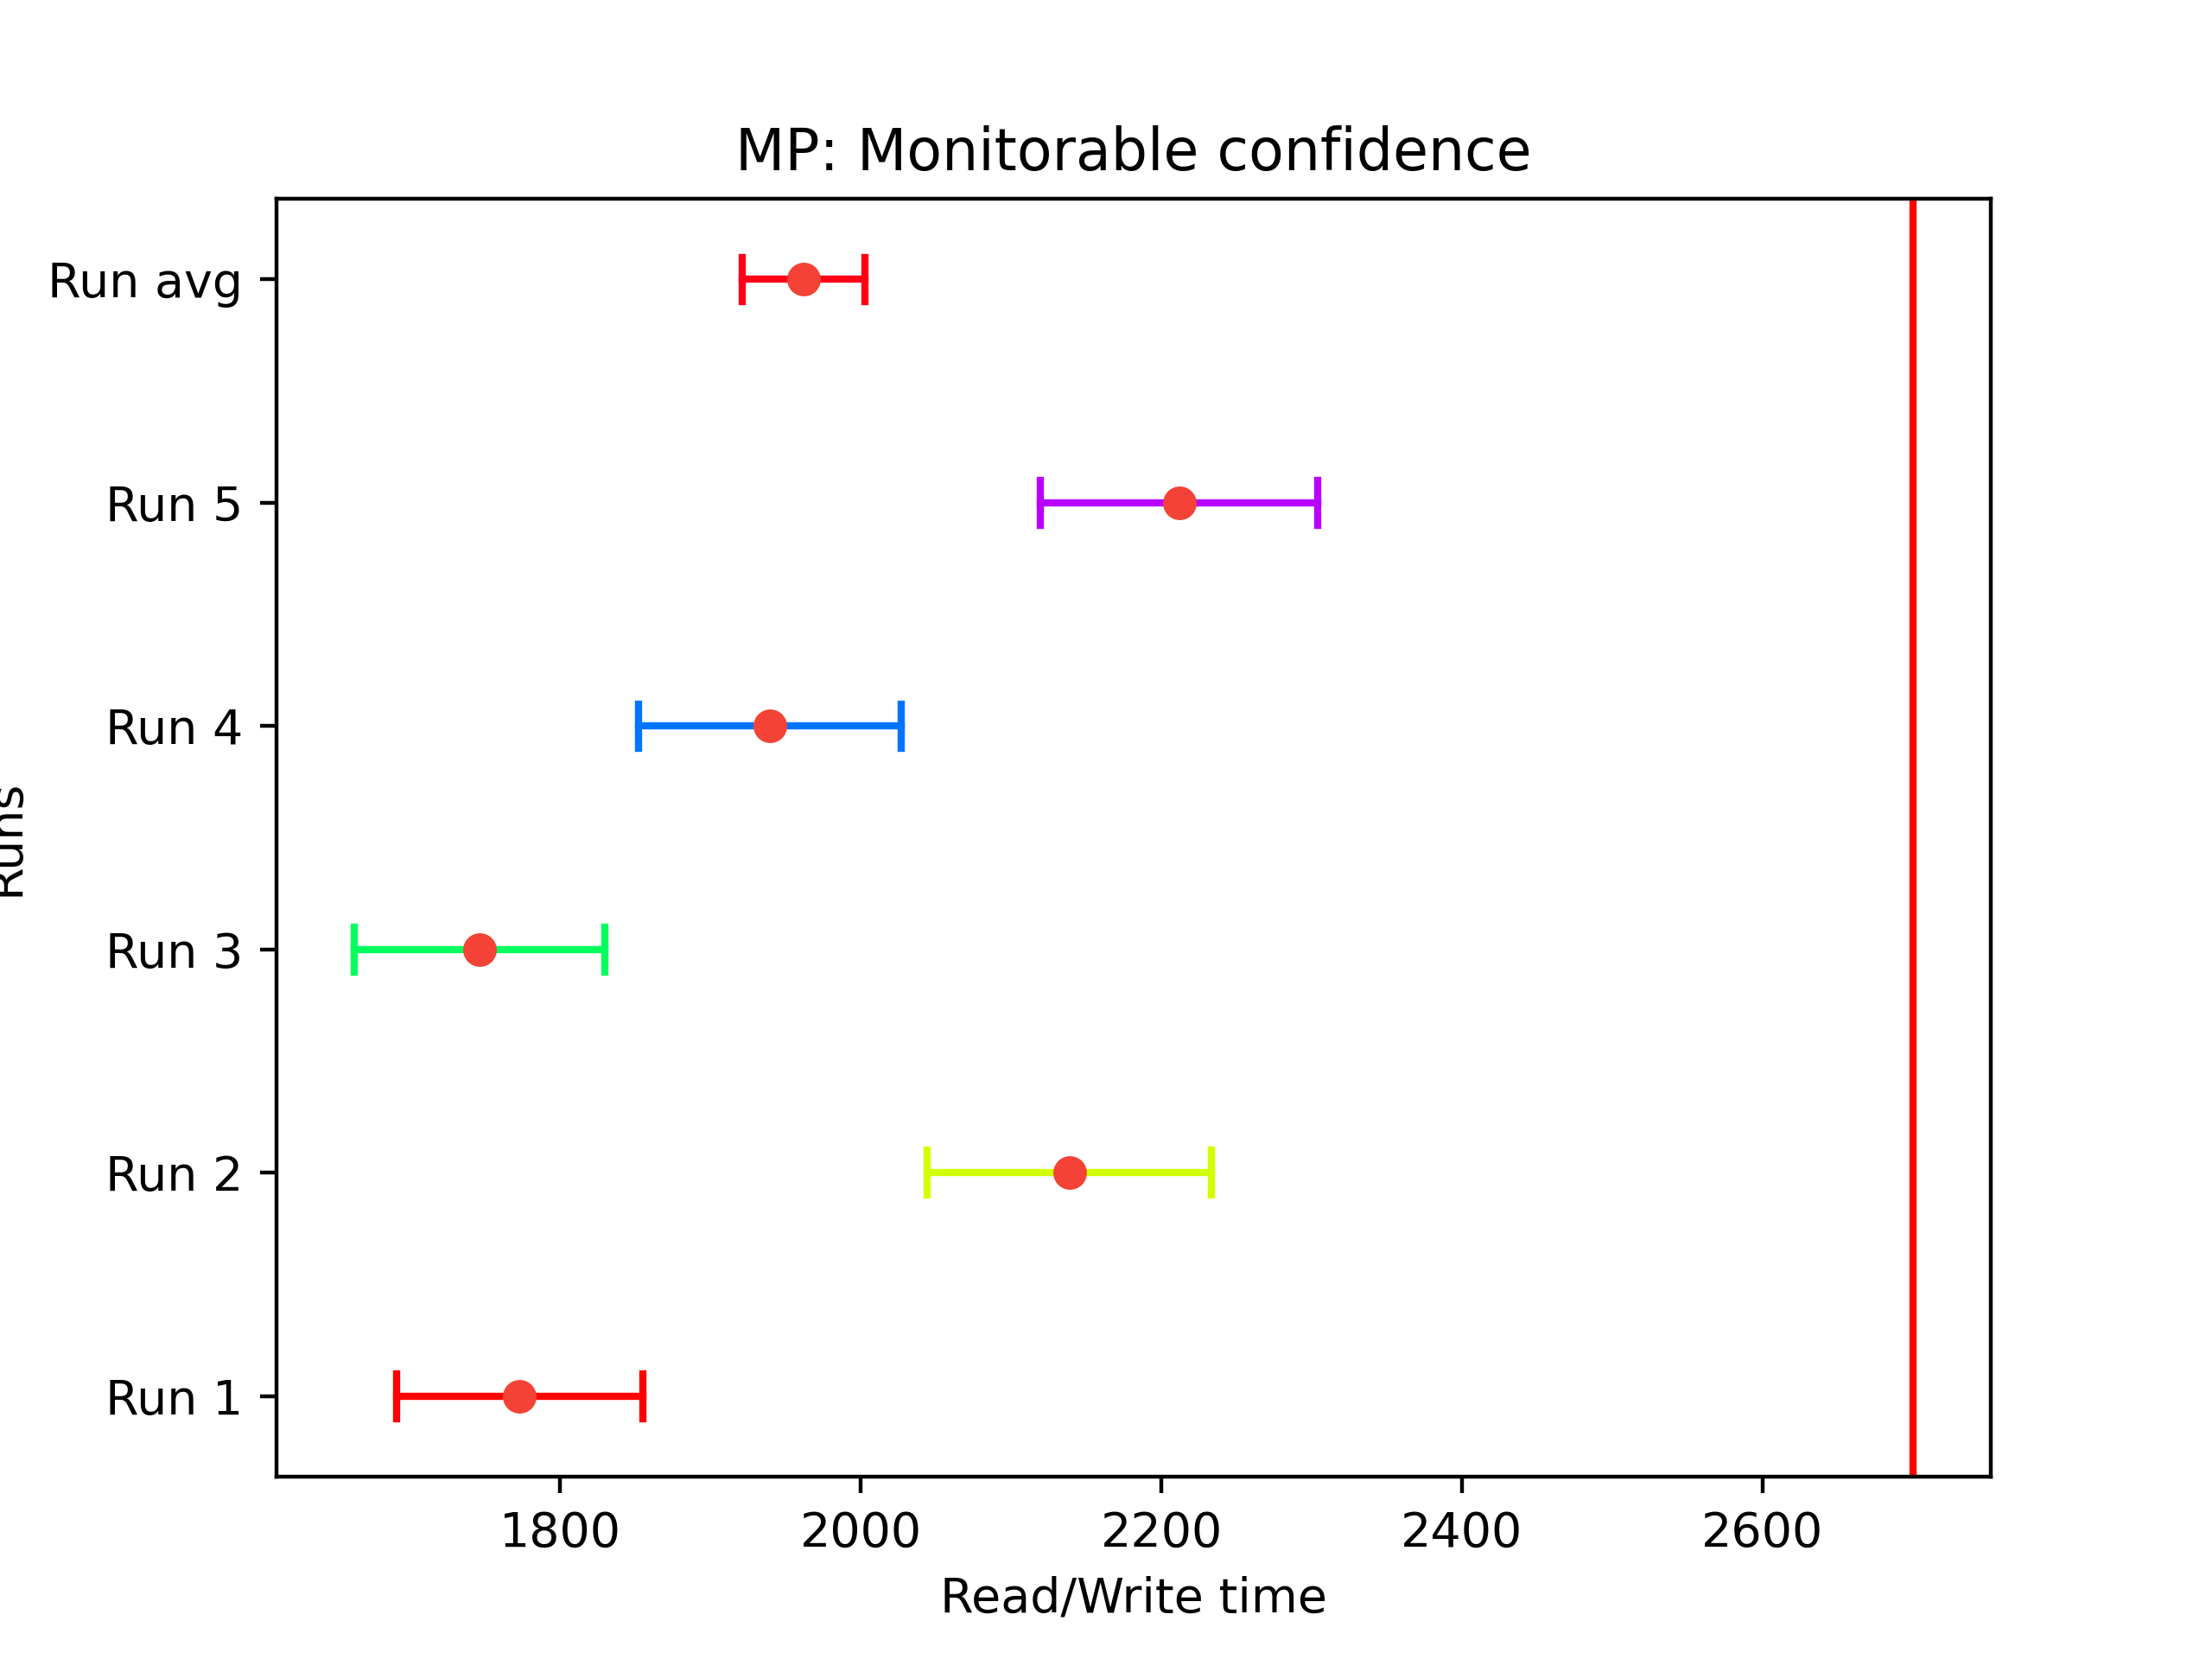 MP: Monitorable confidence
Run avg
Run 5
Run 4
Run 3
Run 2
Run 1
Runs
1800 2000 2200 2400 2600
Read/Write time